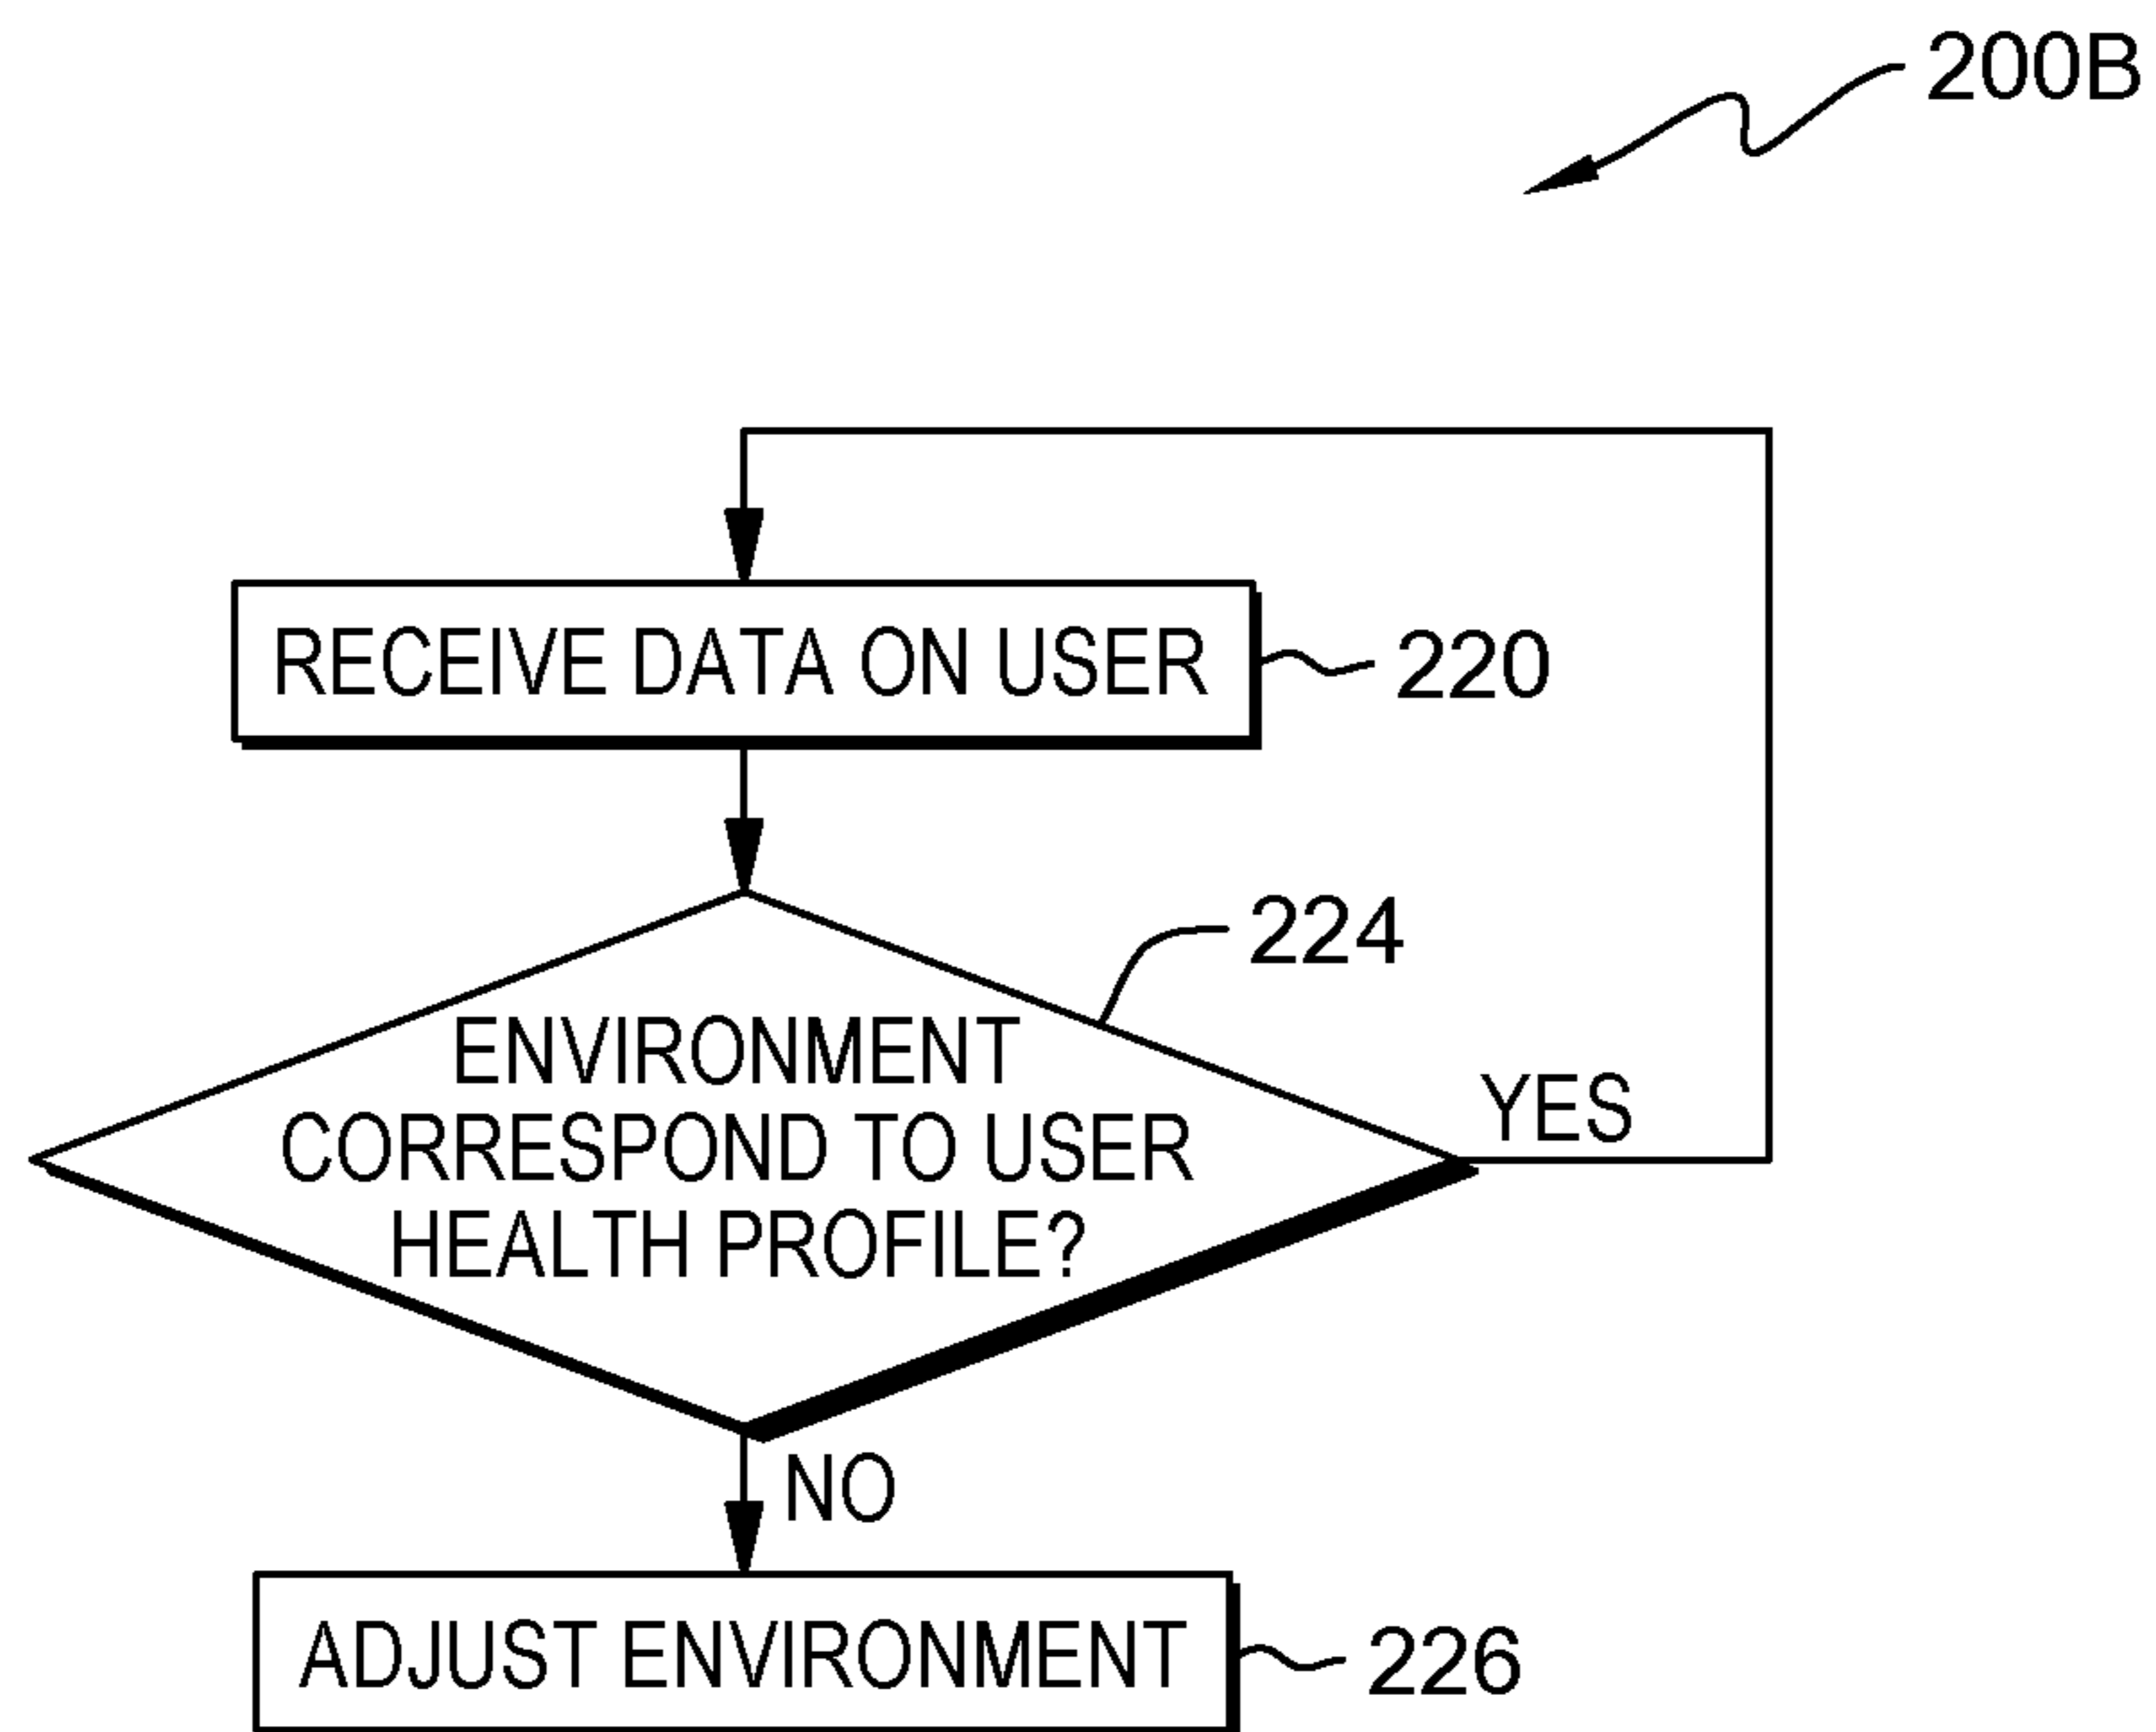 200B
RECEIVE DATA ON USER
220
224
ENVIRONMENT
CORRESPOND TO USER
HEALTH PROFILE?
YES
NO
ADJUST ENVIRONMENT
226